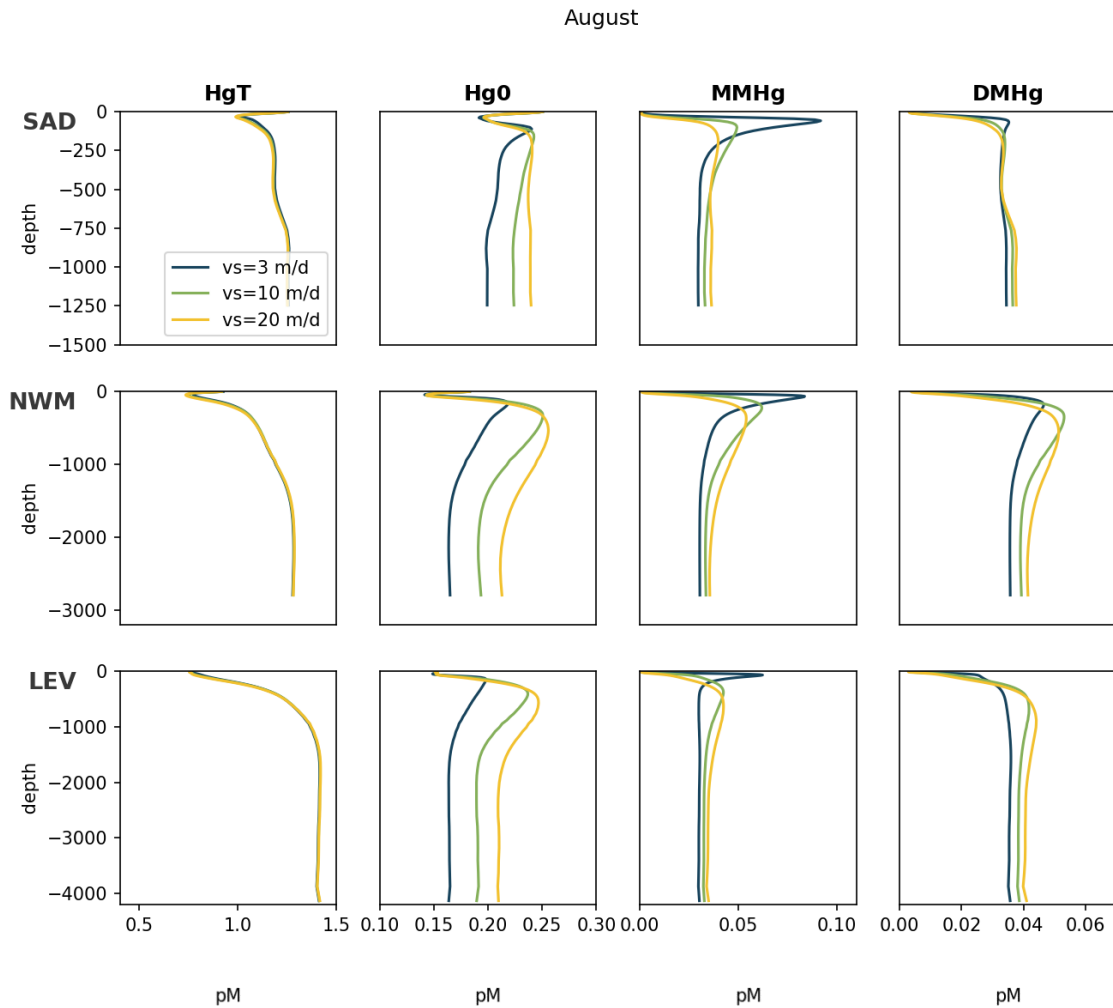 August
HgT Hg0 MMHg DMHg
SAD
0
−250
−500
−750
−1000
−1250
−1500
depth
vs=3 m/d
vs=10 m/d
vs=20 m/d
NWM
0
−1000
−2000
−3000
depth
LEV
0
−1000
−2000
−3000
−4000
depth
0.5 1.0 1.5 0.10 0.15 0.20 0.25 0.30 0.00 0.05 0.10 0.00 0.02 0.04 0.06
pM pM pM pM